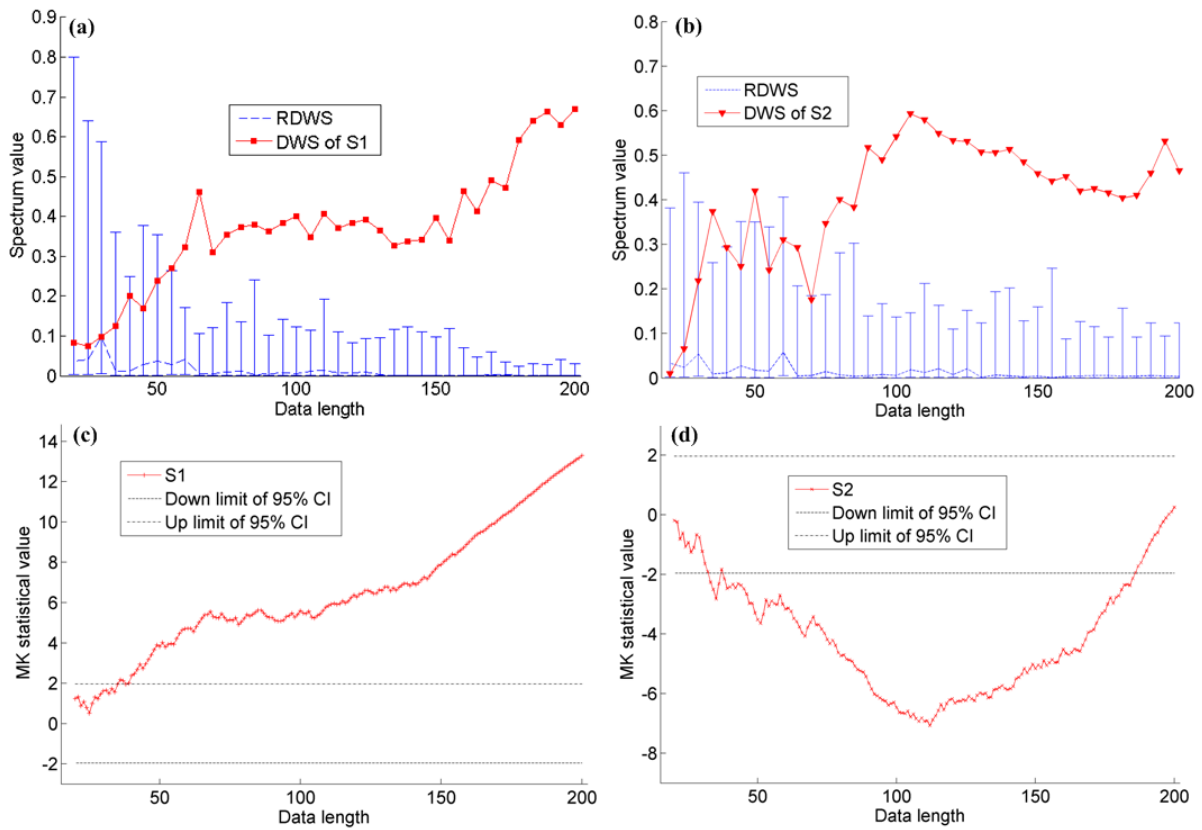 (a)
0.9
0.8
0.7
0.6
0.5
0.4
0.3
0.2
0.1
0
Spectrum value
RDWS
DWS of S1
50
100
150
200
Data length
(b)
0.8
0.7
0.6
0.5
0.4
0.3
0.2
0.1
0
Spectrum value
RDWS
DWS of S2
50
100
150
200
Data length
(c)
14
12
10
8
6
4
2
0
-2
MK statistical value
S1
Down limit of 95% CI
Up limit of 95% CI
50
100
150
200
Data length
(d)
2
0
-2
-4
-6
-8
MK statistical value
S2
Down limit of 95% CI
Up limit of 95% CI
50
100
150
200
Data length